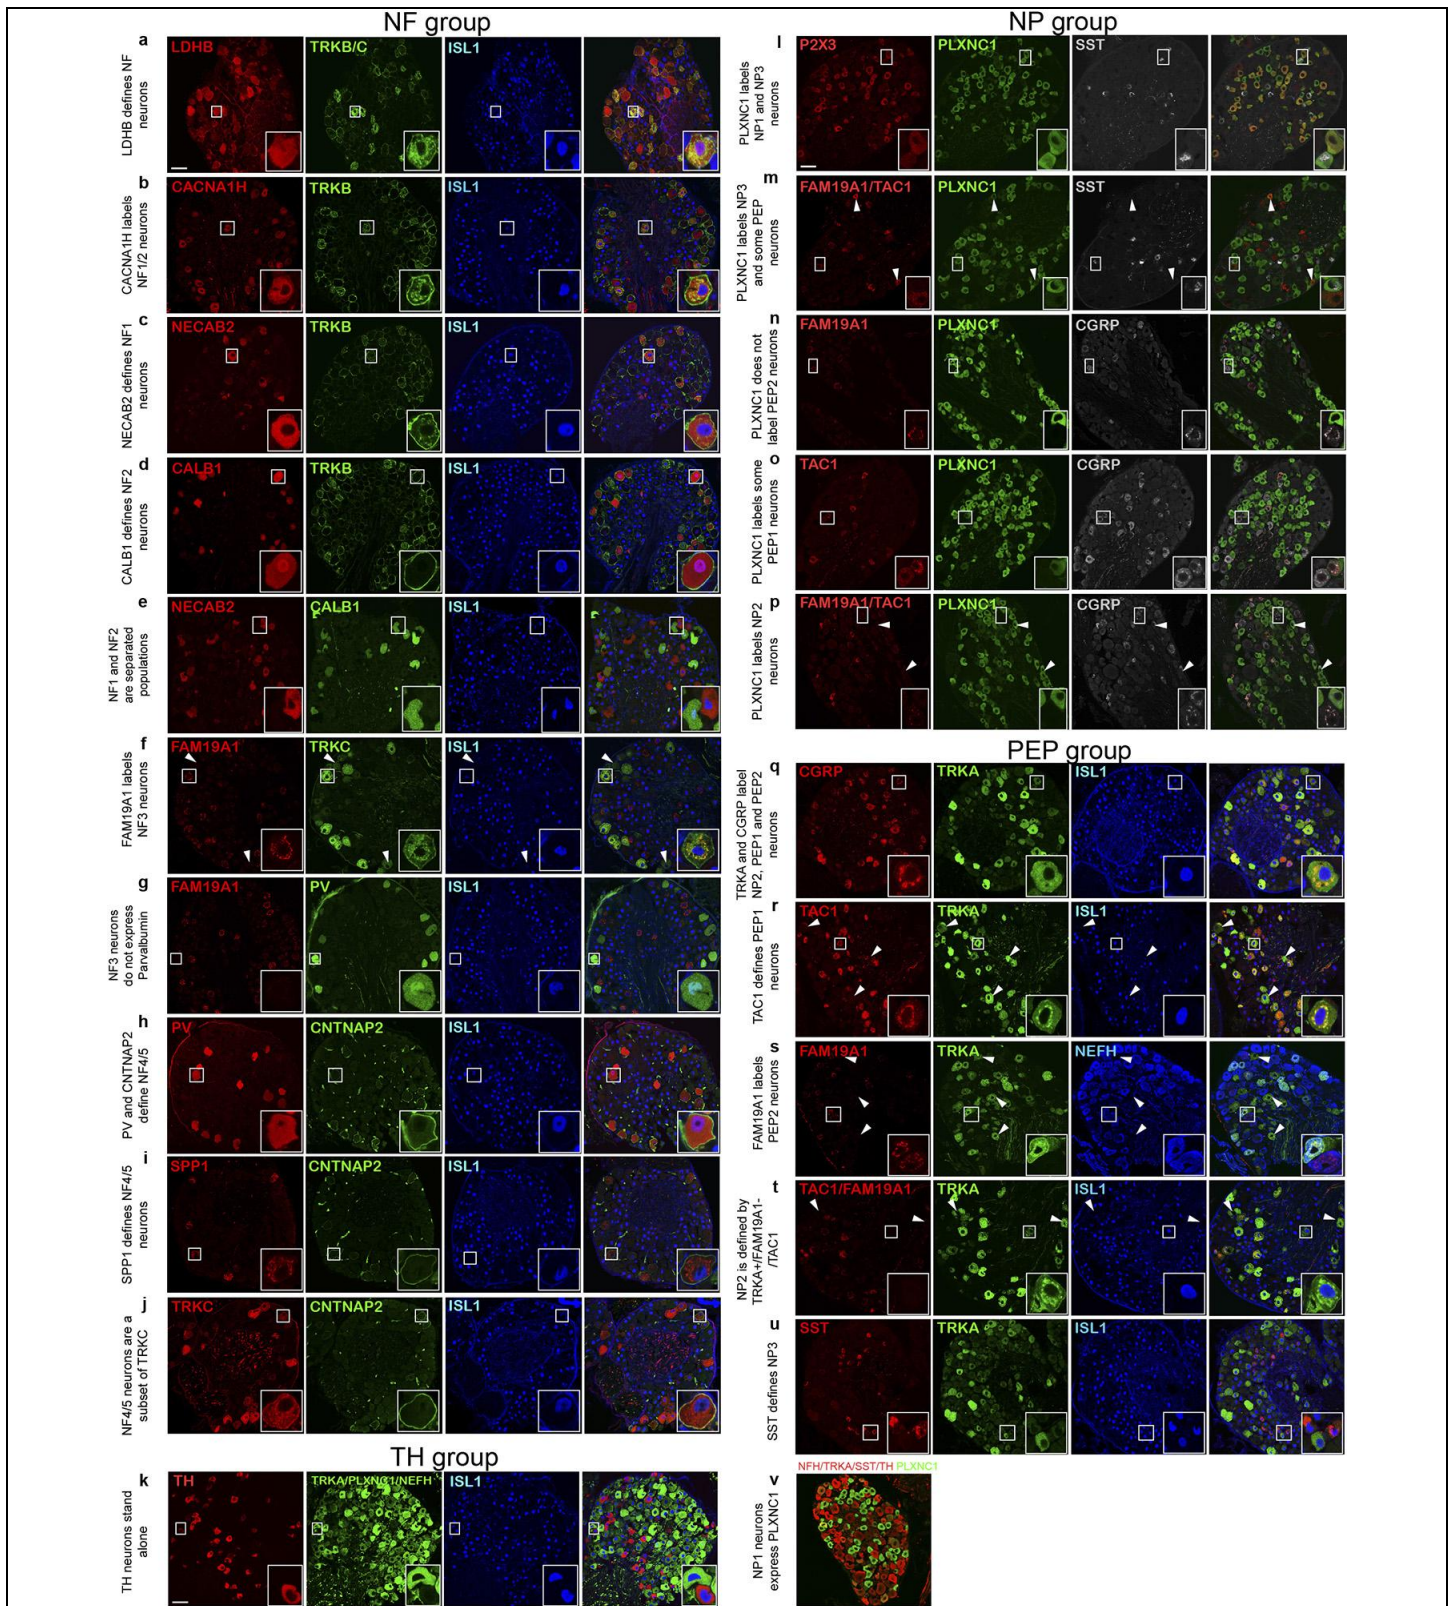 NF group
a
LDHB defines NF
neurons
LDHB
TRKB/C
ISL1
b
CACNA1H labels
NF1/2 neurons
CACNA1H
TRKB
ISL1
c
NECAB2 defines NF1
neurons
NECAB2
TRKB
ISL1
d
CALB1 defines NF2
neurons
CALB1
TRKB
ISL1
e
NF1 and NF2
are separated
populations
NECAB2
CALB1
ISL1
f
FAM19A1 labels
NF3 neurons
FAM19A1
TRKC
ISL1
g
NF3 neurons
do not express
Parvalbumin
FAM19A1
PV
ISL1
h
PV and CNTNAP2
define NF4/5
PV
CNTNAP2
ISL1
i
SPP1 defines NF4/5
neurons
SPP1
CNTNAP2
ISL1
j
NF4/5 neurons are a
subset of TRKC
TRKC
CNTNAP2
ISL1
TH group
k
TH neurons stand
alone
TH
TRKA/PLXNC1/NEFH
ISL1
NP group
l
PLXNC1 labels
NP1 and NP3
neurons
P2X3
PLXNC1
SST
m
PLXNC1 labels NP3
and some PEP
neurons
FAM19A1/TAC1
PLXNC1
SST
n
PLXNC1 does not
label PEP2 neurons
FAM19A1
PLXNC1
CGRP
o
PLXNC1 labels some
PEP1 neurons
TAC1
PLXNC1
CGRP
p
PLXNC1 labels NP2
neurons
FAM19A1/TAC1
PLXNC1
CGRP
PEP group
q
TRKA and CGRP label
NP2, PEP1 and PEP2
neurons
CGRP
TRKA
ISL1
r
TAC1 defines PEP1
neurons
TAC1
TRKA
ISL1
s
FAM19A1 labels
PEP2 neurons
FAM19A1
TRKA
NEFH
t
NP2 is defined by
TRKA+/FAM19A1-
/TAC1
TAC1/FAM19A1
TRKA
ISL1
u
SST defines NP3
SST
TRKA
ISL1
v
NP1 neurons
express PLXNC1
NFH/TRKA/SST/TH PLXNC1